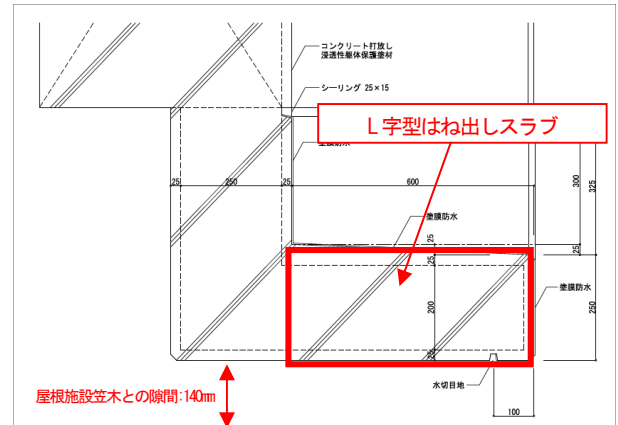 コンクリート打放し
浸透性躯体保護塗材
シーリング 25×15
L字型はね出しスラブ
25
250
25
600
300
325
塗膜防水
25
25
25
200
塗膜防水
250
25
水切目地
屋根施設笠木との隙間:140㎜
100